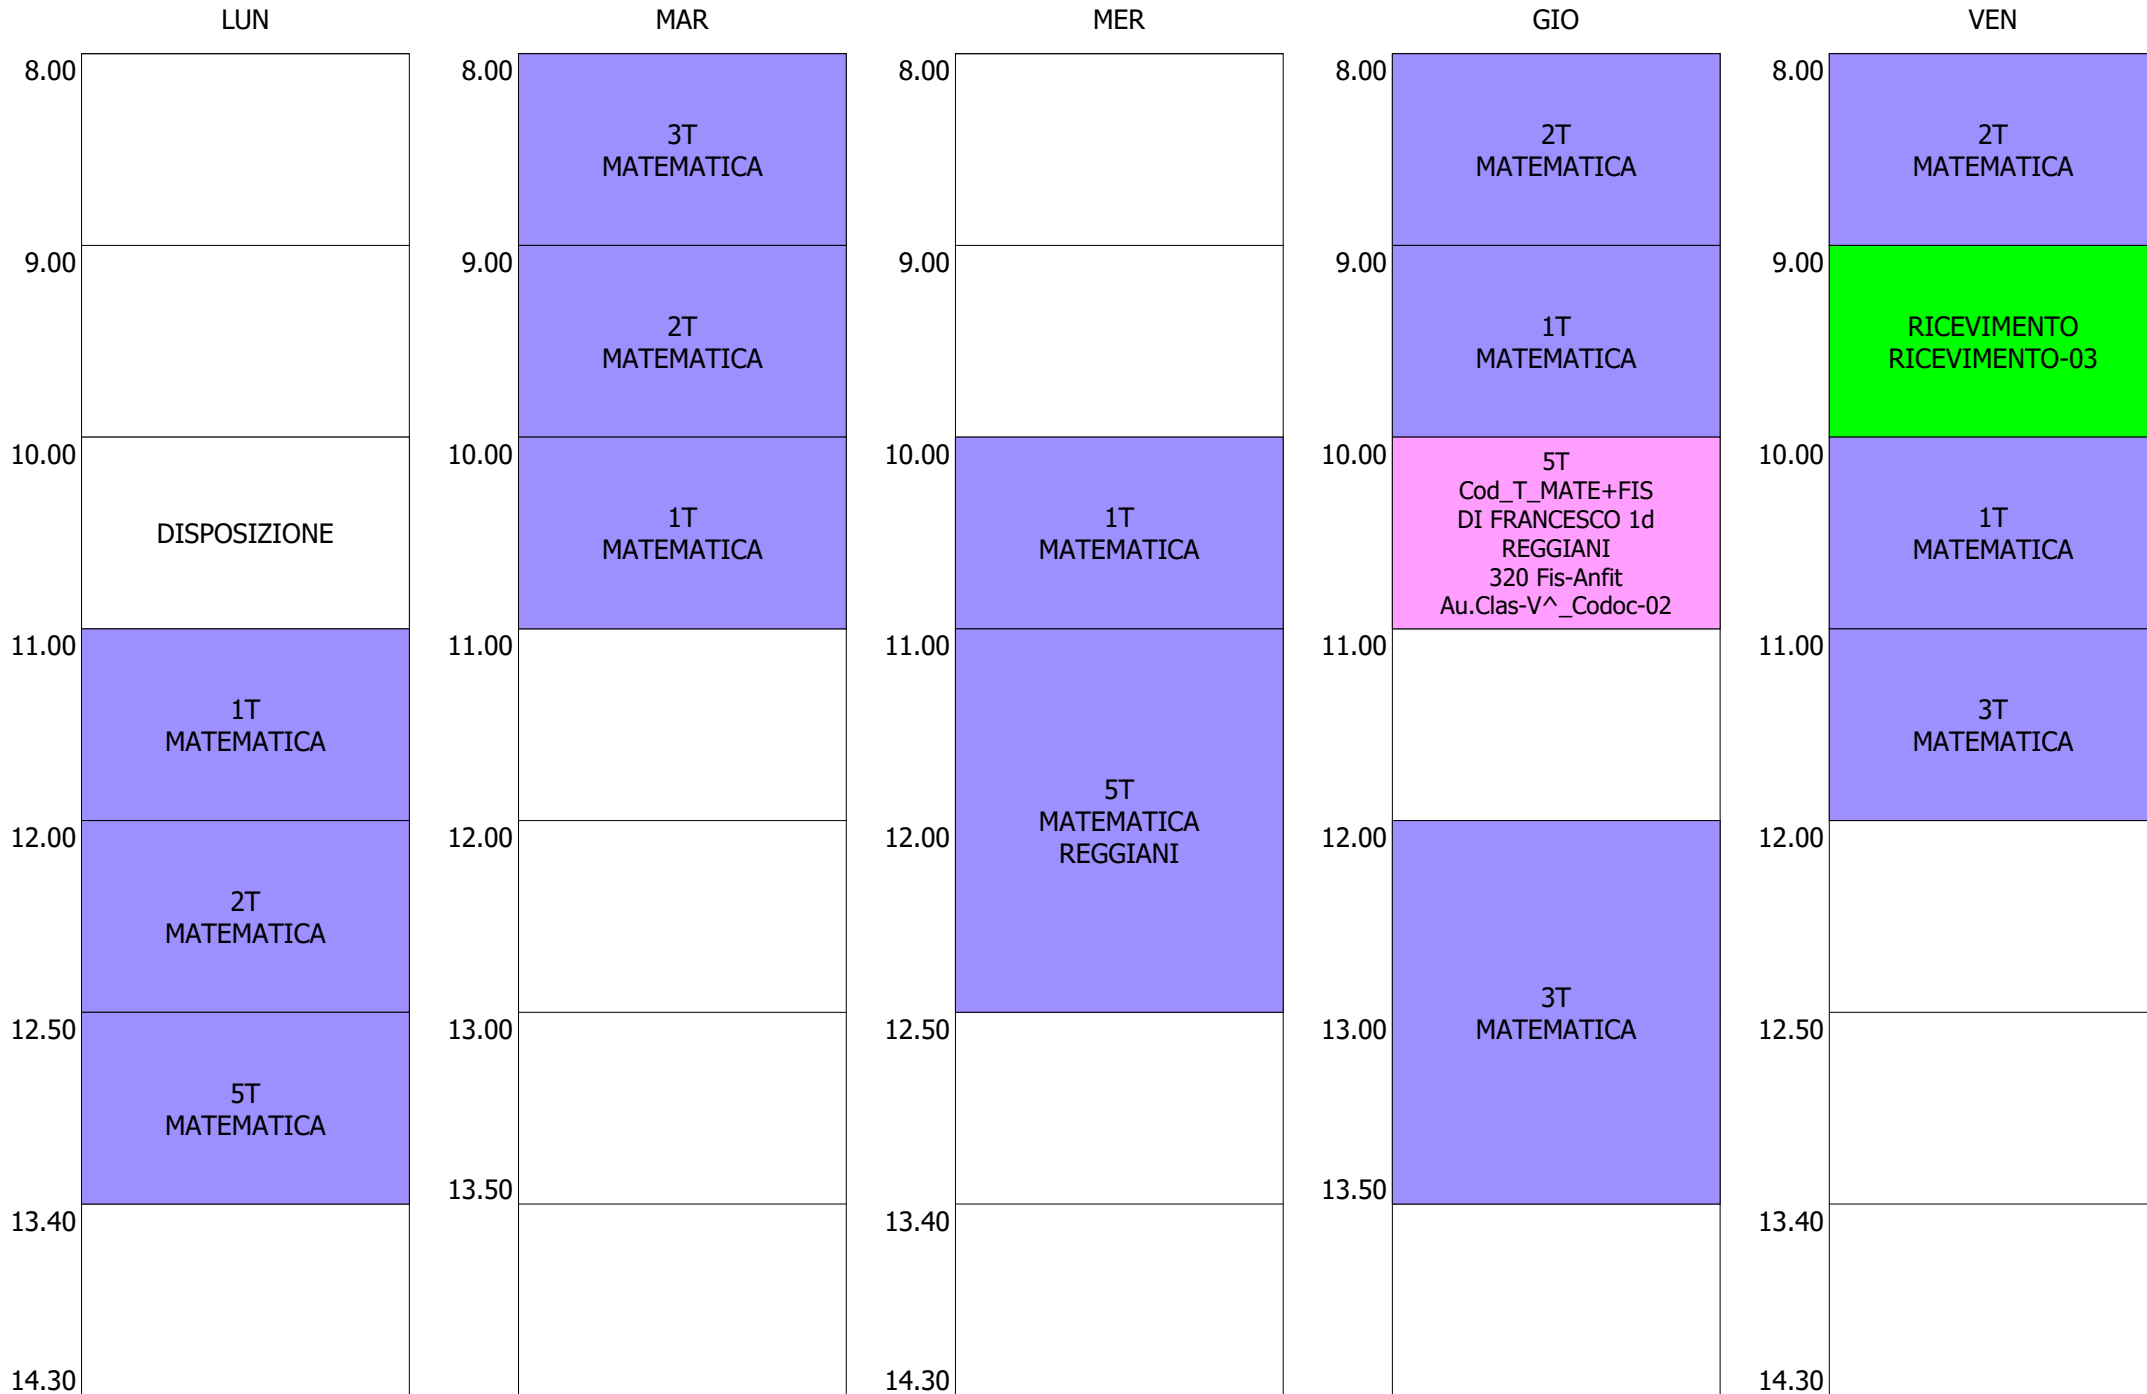 LUN
MAR
MER
GIO
VEN
8.00
9.00
10.00
DISPOSIZIONE
11.00
1T
MATEMATICA
12.00
2T
MATEMATICA
12.50
5T
MATEMATICA
13.40
14.30
8.00
3T
MATEMATICA
9.00
2T
MATEMATICA
10.00
1T
MATEMATICA
11.00
12.00
13.00
13.50
8.00
9.00
10.00
1T
MATEMATICA
11.00
5T
MATEMATICA
REGGIANI
12.00
12.50
13.40
14.30
8.00
2T
MATEMATICA
9.00
1T
MATEMATICA
10.00
5T
Cod_T_MATE+FIS
DI FRANCESCO 1d
REGGIANI
320 Fis-Anfit
Au.Clas-V^_Codoc-02
11.00
12.00
3T
MATEMATICA
13.00
13.50
8.00
2T
MATEMATICA
9.00
RICEVIMENTO
RICEVIMENTO-03
10.00
1T
MATEMATICA
11.00
3T
MATEMATICA
12.00
12.50
13.40
14.30